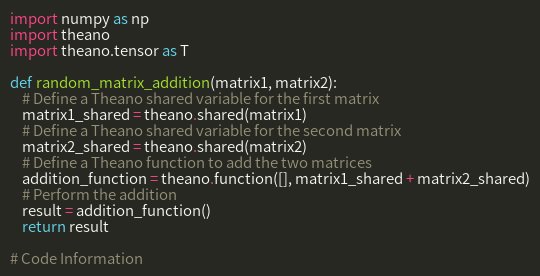 import numpy as np
import theano
import theano.tensor as T

def random_matrix_addition(matrix1, matrix2):
    # Define a Theano shared variable for the first matrix
    matrix1_shared = theano.shared(matrix1)
    # Define a Theano shared variable for the second matrix
    matrix2_shared = theano.shared(matrix2)
    # Define a Theano function to add the two matrices
    addition_function = theano.function([], matrix1_shared + matrix2_shared)
    # Perform the addition
    result = addition_function()
    return result

# Code Information